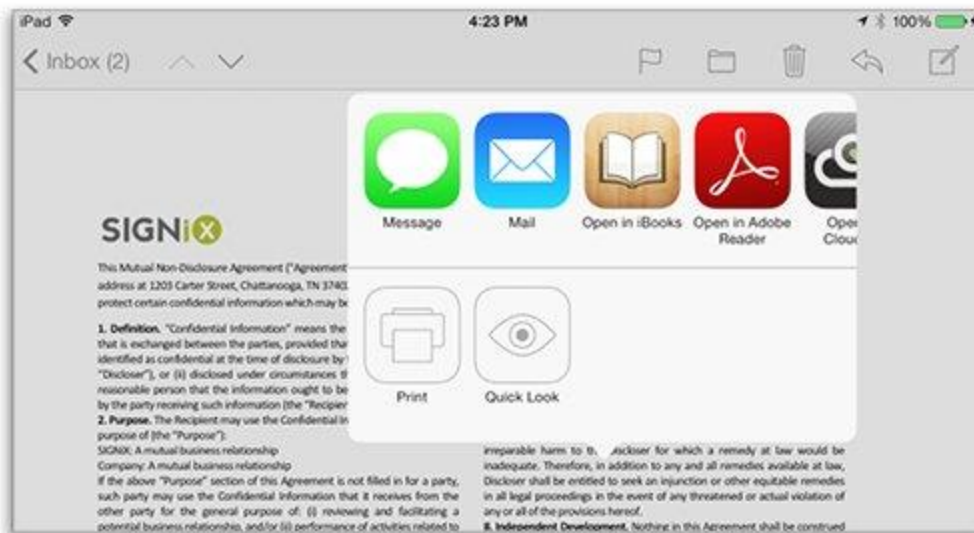 iPad 4:23 PM 100%
Inbox (2)
Message Mail Open in iBooks Open in Adobe Reader Open Cloud
Print Quick Look
SIGNiX
This Mutual Non-Disclosure Agreement ("Agreement
address at 1203 Carter Street, Chattanooga, TN 3740
protect certain confidential information which may be
1. Definition. "Confidential Information" means the
that is exchanged between the parties, provided that
identified as confidential at the time of disclosure by
"Discloser"), or (ii) disclosed under circumstances
reasonable person that the information ought to be
by the party receiving such information (the "Recipien
2. Purpose. The Recipient may use the Confidential In
purpose of (the "Purpose"):
SIGNiX: A mutual business relationship
Company: A mutual business relationship
If the above "Purpose" section of this Agreement is not filled in for a party,
such party may use the Confidential Information that it receives from the
other party for the general purpose of: (i) reviewing and facilitating a
potential business relationship, and/or (ii) performance of activities related to
irreparable harm to the Discloser for which a remedy at law would be
inadequate. Therefore, in addition to any and all remedies available at law,
Discloser shall be entitled to seek an injunction or other equitable remedies
in all legal proceedings in the event of any threatened or actual violation of
any or all of the provisions hereof.
8. Independent Development. Nothing in this Agreement shall be construed